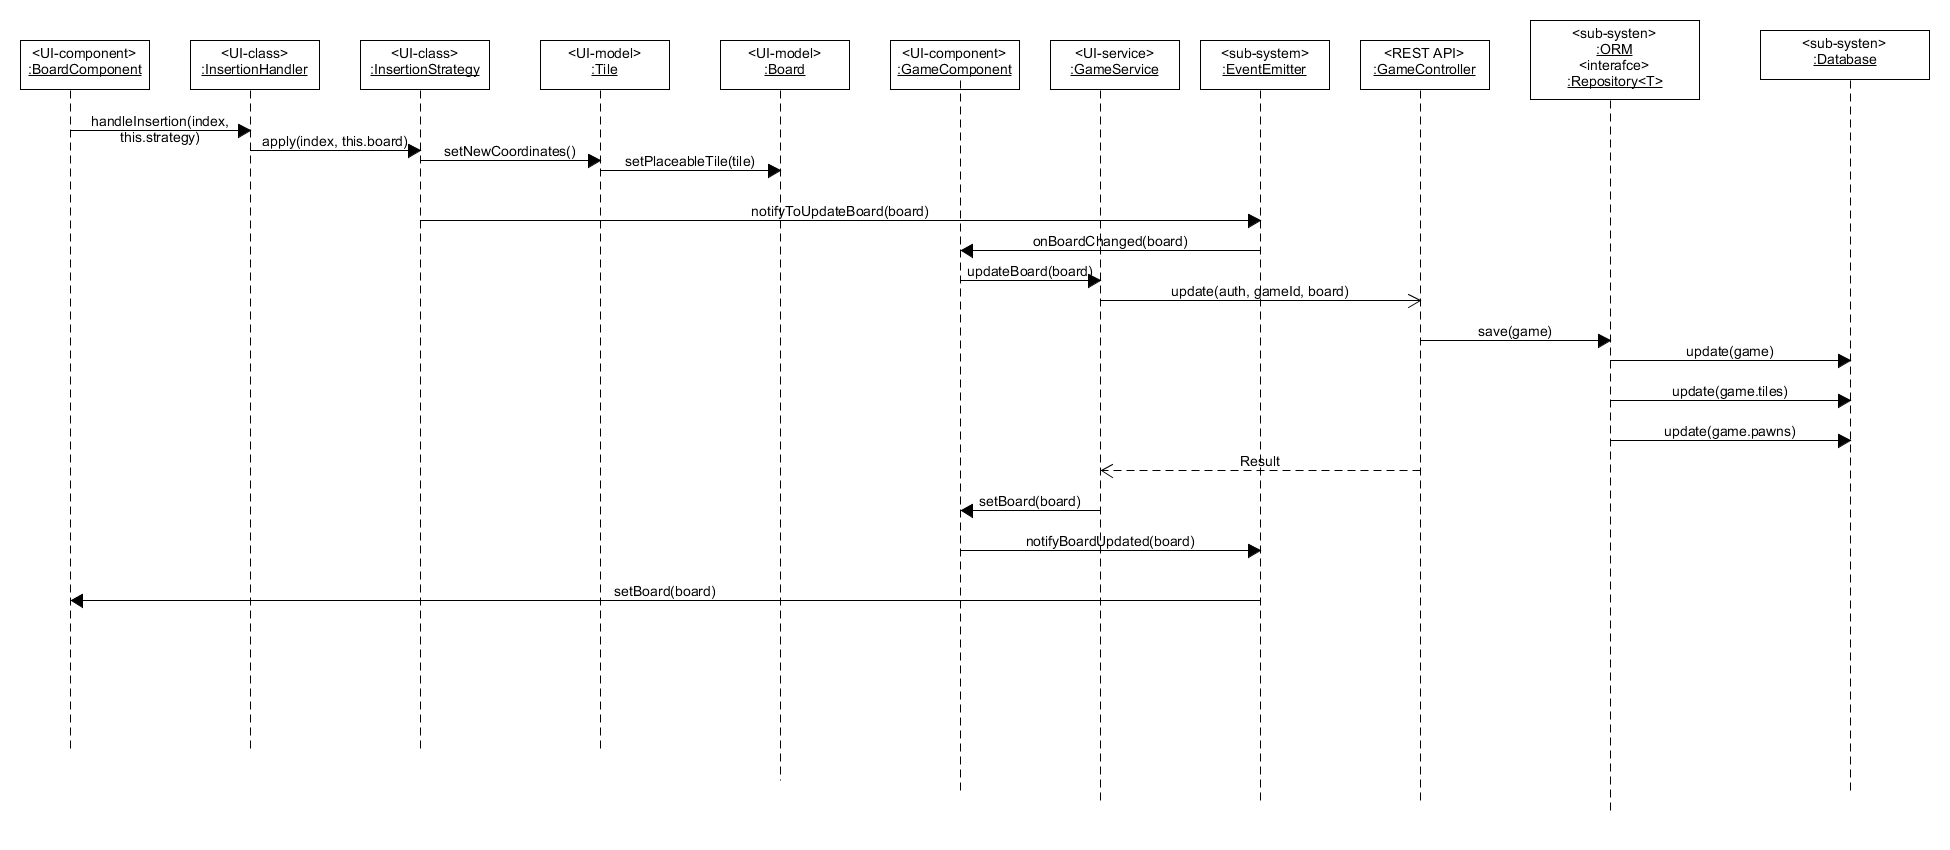 <UI-component>
:BoardComponent
<UI-class>
:InsertionHandler
<UI-class>
:InsertionStrategy
<UI-model>
:Tile
<UI-model>
:Board
<UI-component>
:GameComponent
<UI-service>
:GameService
<sub-system>
:EventEmitter
<REST API>
:GameController
<sub-systen>
:ORM
<interafce>
:Repository<T>
<sub-systen>
:Database
handleInsertion(index,
this.strategy)
apply(index, this.board)
setNewCoordinates()
setPlaceableTile(tile)
notifyToUpdateBoard(board)
onBoardChanged(board)
updateBoard(board)
update(auth, gameId, board)
save(game)
update(game)
update(game.tiles)
update(game.pawns)
Result
setBoard(board)
notifyBoardUpdated(board)
setBoard(board)